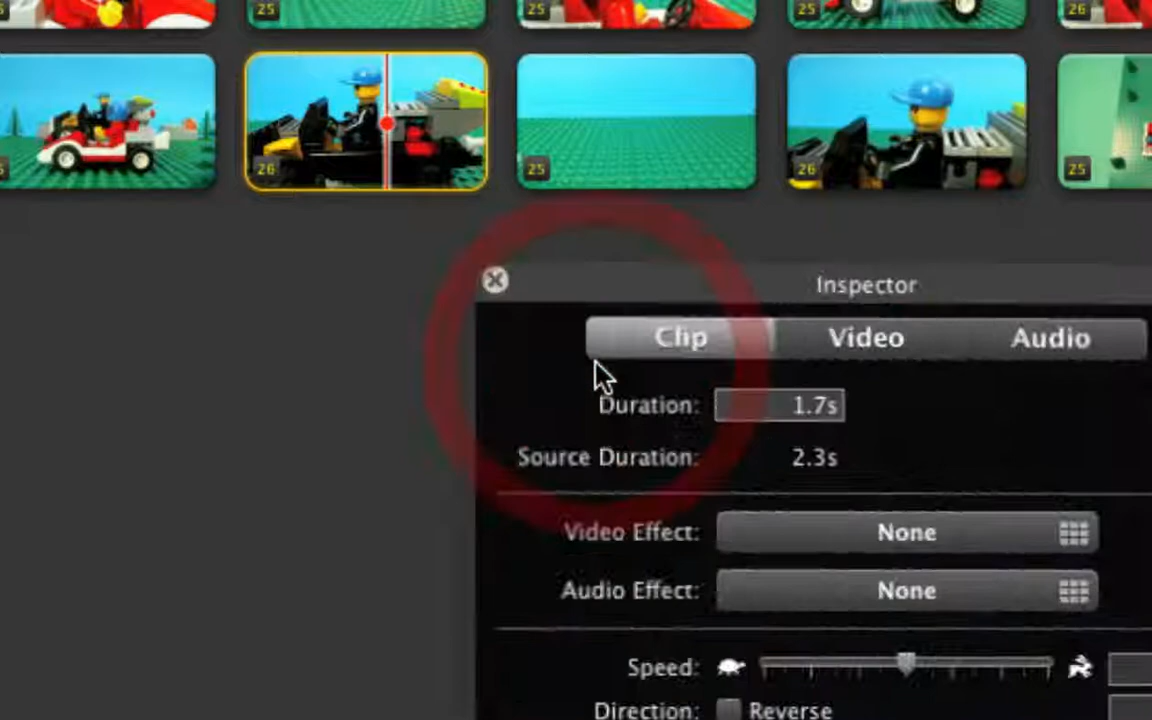 25 25 25 26
26 25 26 25
Inspector
Clip Video Audio
Duration: 1.7s
Source Duration: 2.3s
Video Effect: None
Audio Effect: None
Speed:
Direction: Reverse